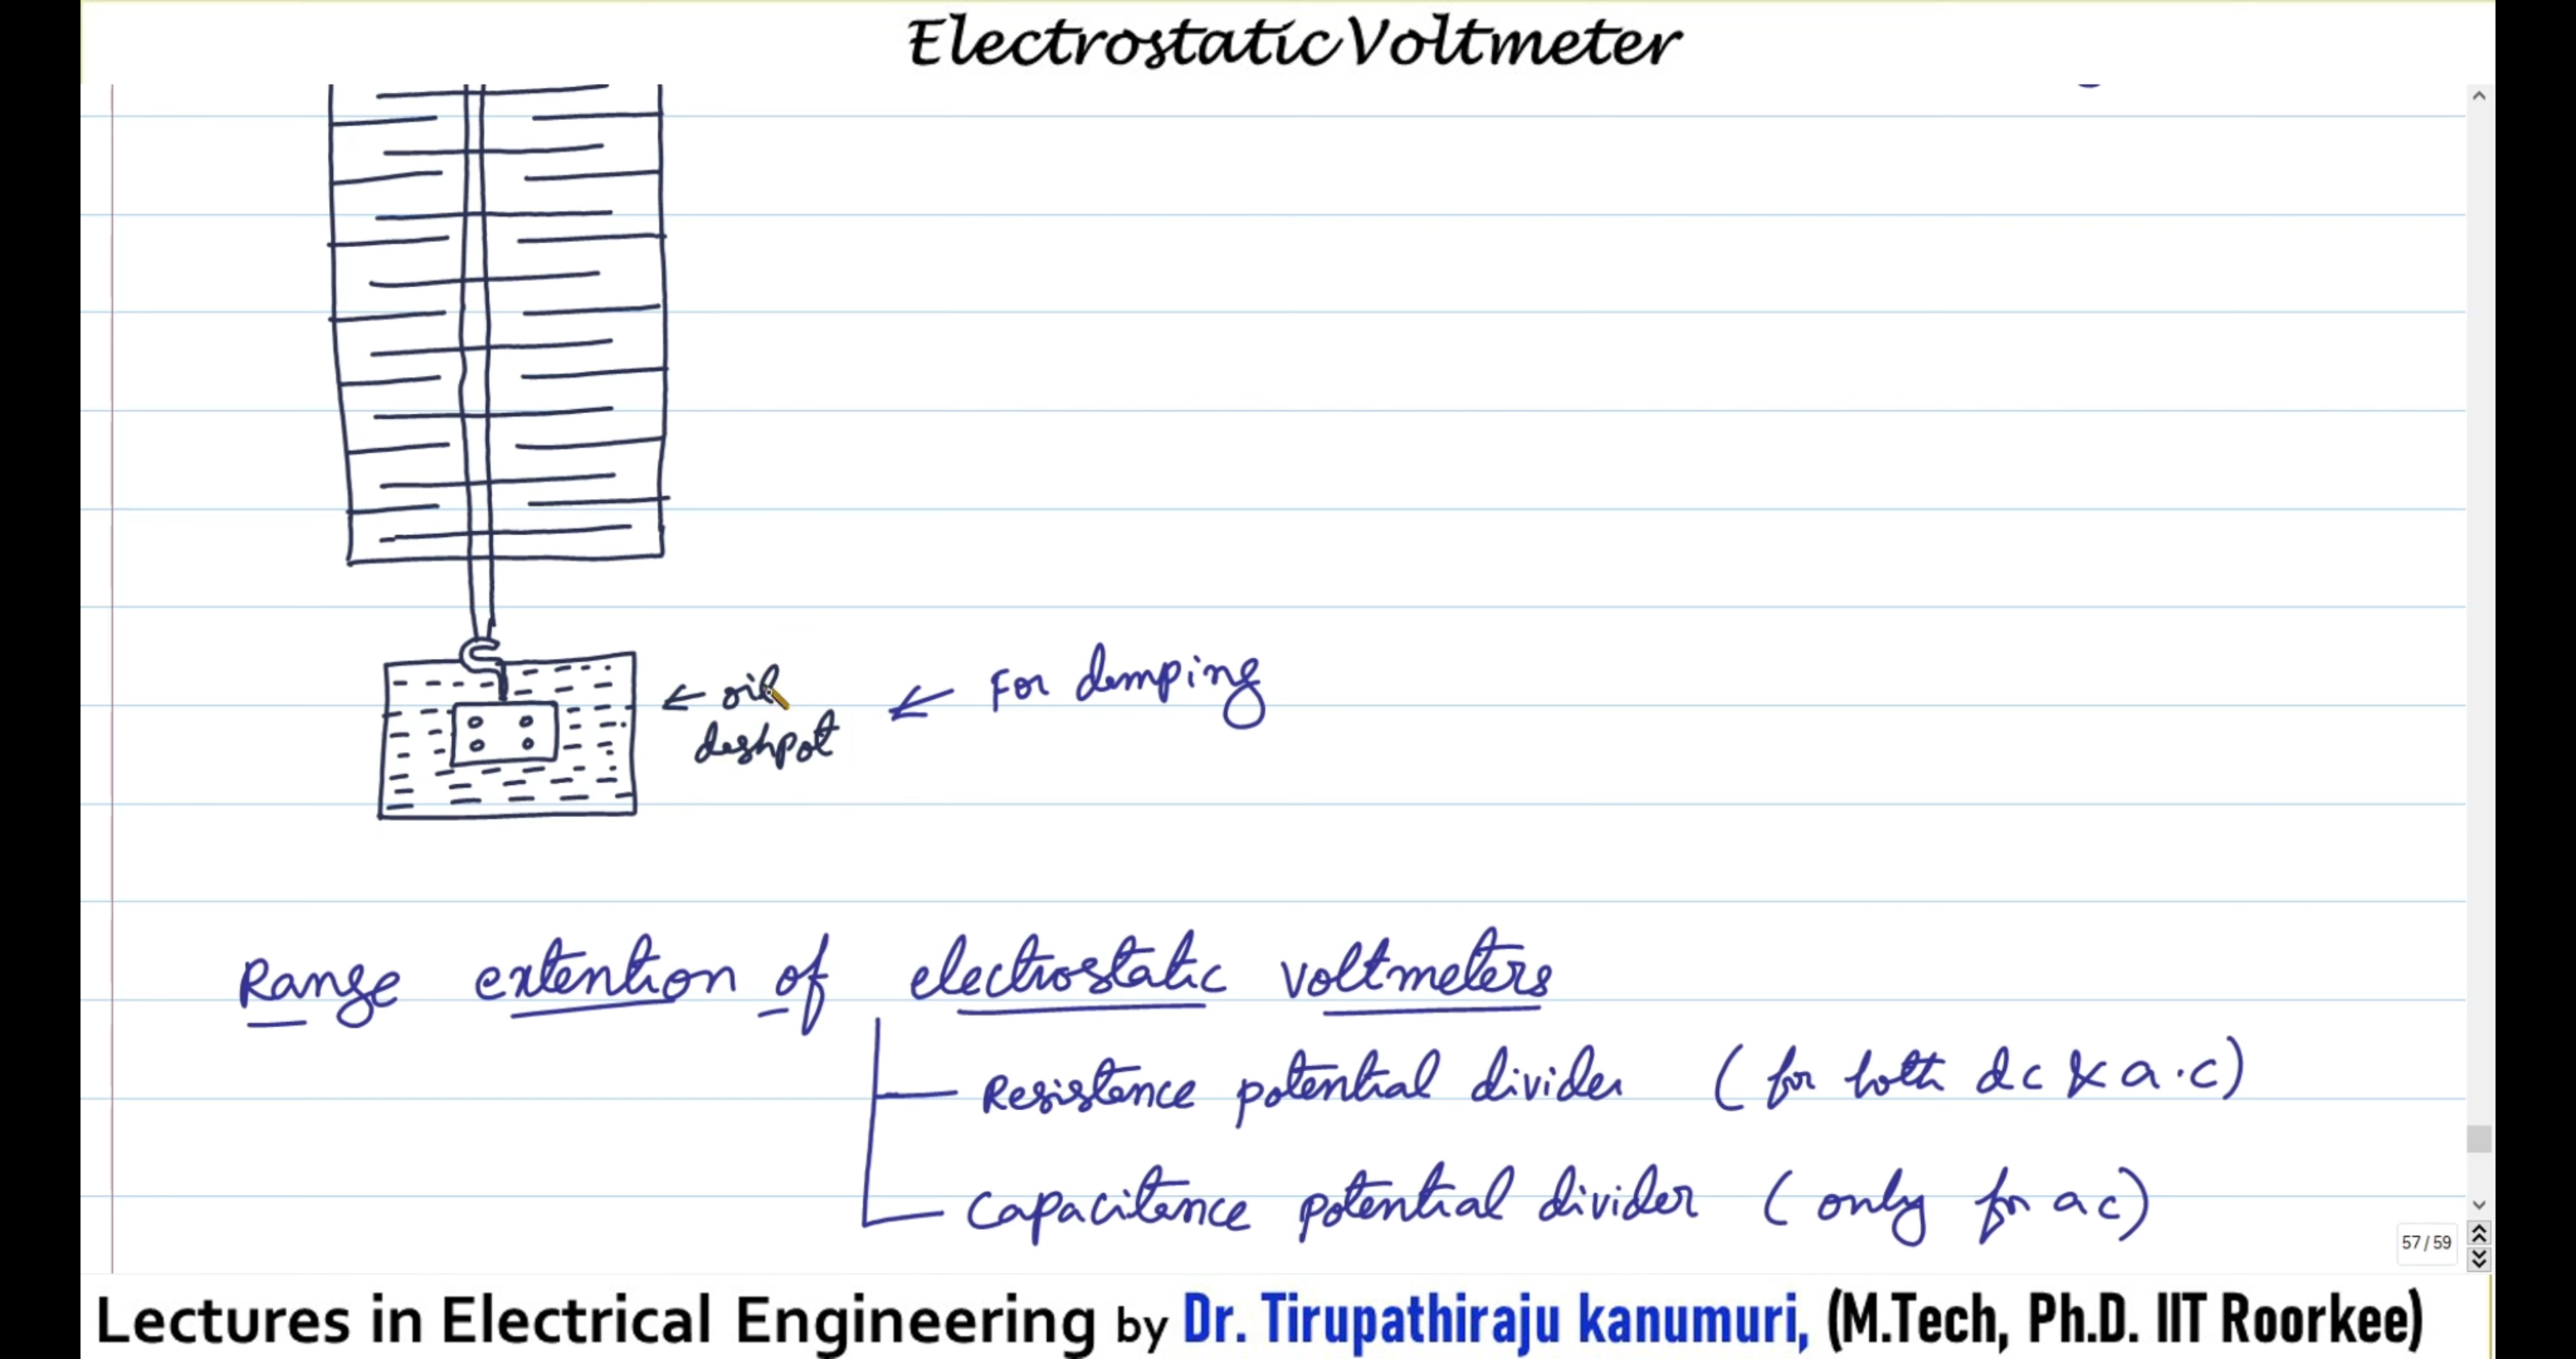 Electrostatic Voltmeter
← oil
dashpot
← For damping
Range extention of electrostatic voltmeters
Resistance potential divider (for both dc & a.c)
Capacitance potential divider (only for ac)
57 / 59
Lectures in Electrical Engineering by Dr. Tirupathiraju kanumuri, (M.Tech, Ph.D. IIT Roorkee)